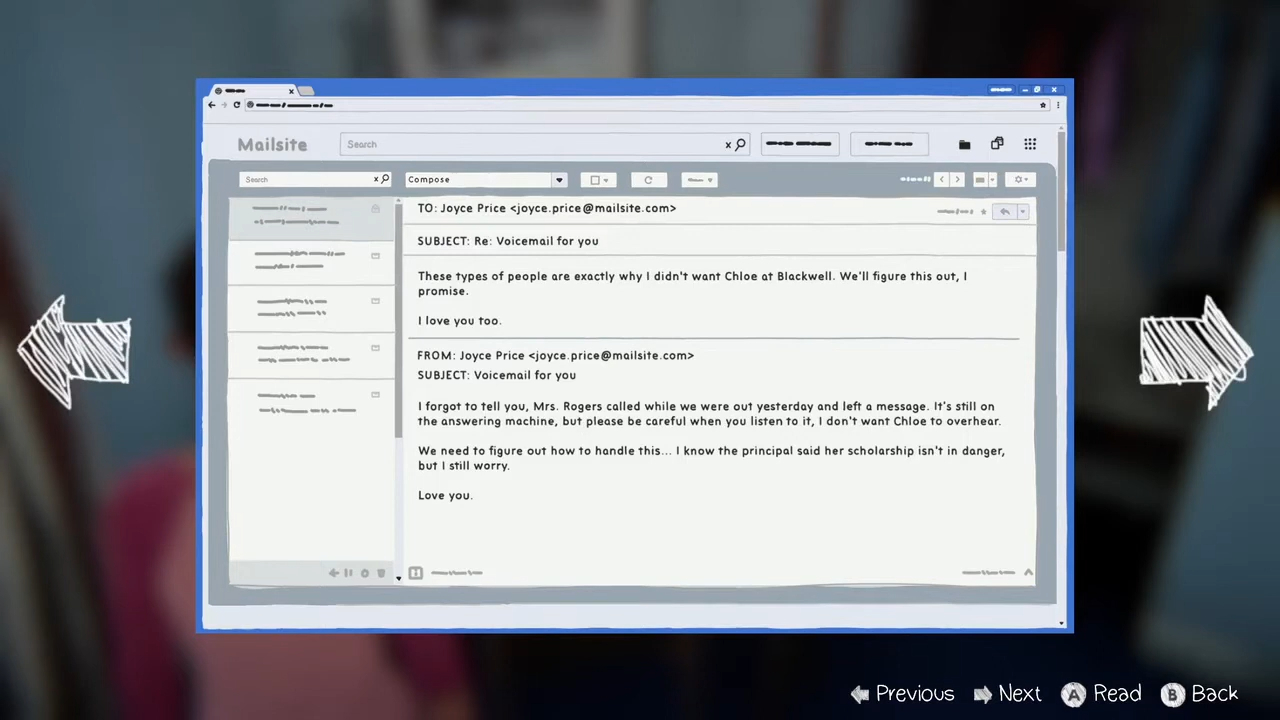 Mailsite
Search
x
Search
x
Compose
TO: Joyce Price <joyce.price@mailsite.com>
SUBJECT: Re: Voicemail for you
These types of people are exactly why I didn't want Chloe at Blackwell. We'll figure this out, I
promise.
I love you too.
FROM: Joyce Price <joyce.price@mailsite.com>
SUBJECT: Voicemail for you
I forgot to tell you, Mrs. Rogers called while we were out yesterday and left a message. It's still on
the answering machine, but please be careful when you listen to it, I don't want Chloe to overhear.
We need to figure out how to handle this... I know the principal said her scholarship isn't in danger,
but I still worry.
Love you.
Previous Next A Read B Back